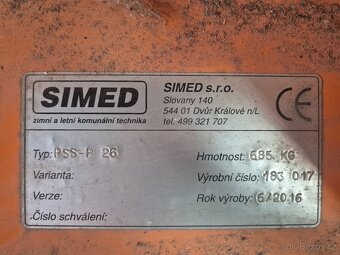 SIMED
zimní a letní komunální technika
SIMED s.r.o.
Slovany 140
544 01 Dvůr Králové n/L
tel. 499 321 707
CE
Typ: PSS-P 26
Hmotnost: 685 KG
Varianta:
Výrobní číslo: 183 017
Verze:
Rok výroby: 6/2016
Číslo schválení: